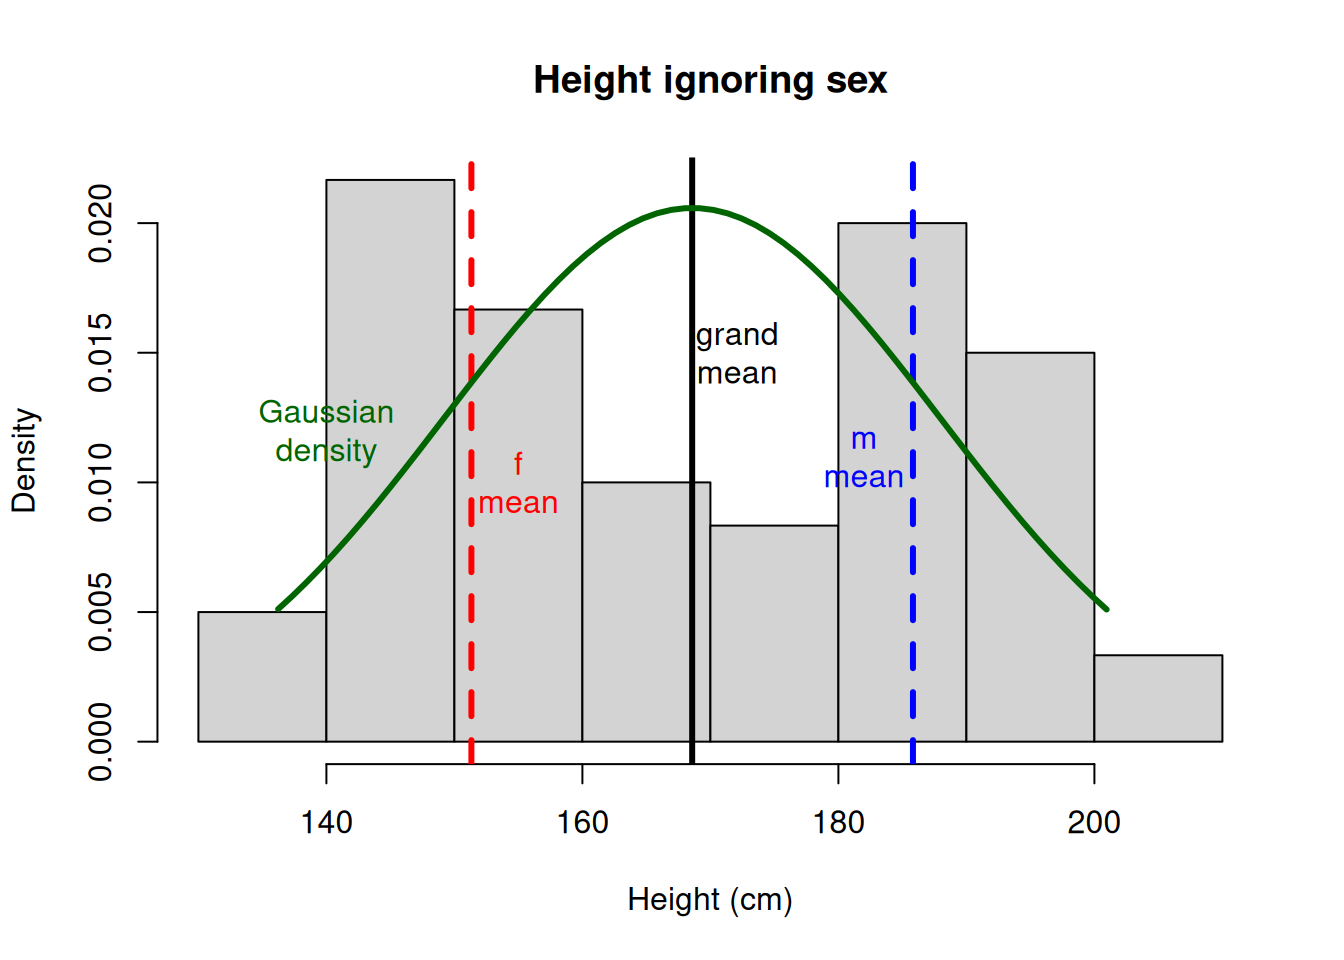 Height ignoring sex
Density
0.020
0.015
0.010
0.005
0.000
Gaussian
density
f
mean
grand
mean
m
mean
140
160
180
200
Height (cm)